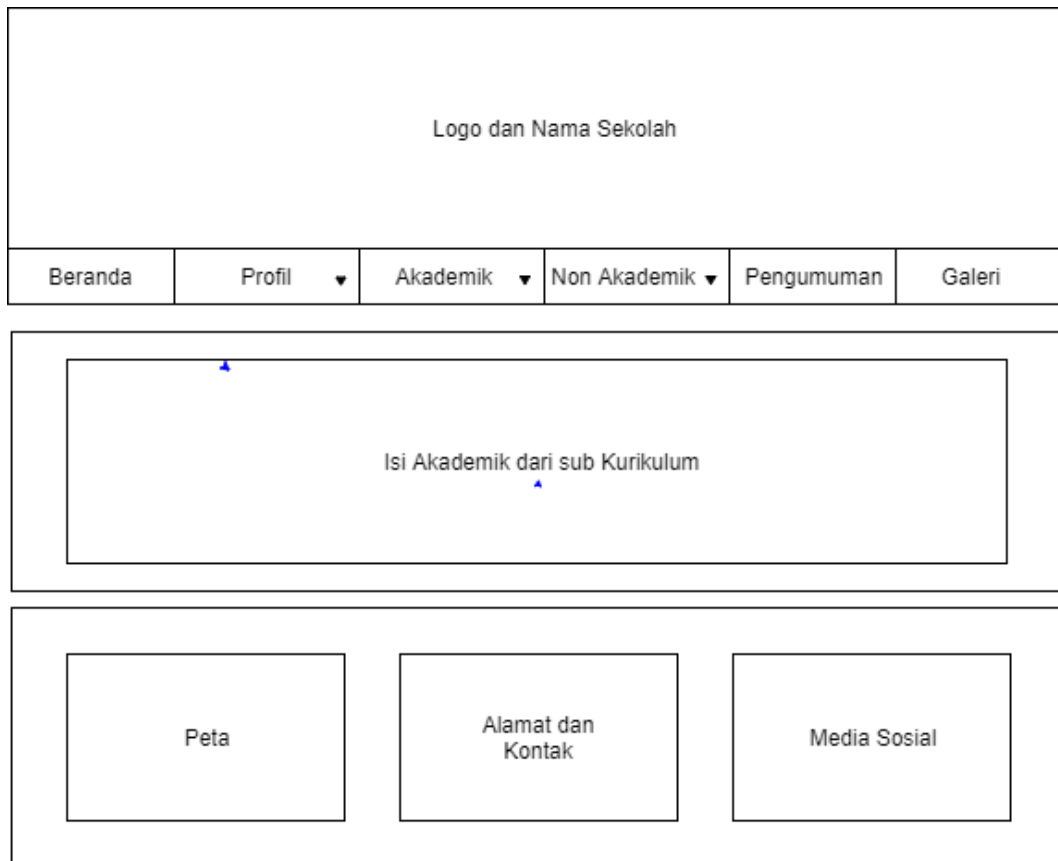 Logo dan Nama Sekolah
Beranda
Profil
Akademik
Non Akademik
Pengumuman
Galeri
Isi Akademik dari sub Kurikulum
Peta
Alamat dan
Kontak
Media Sosial